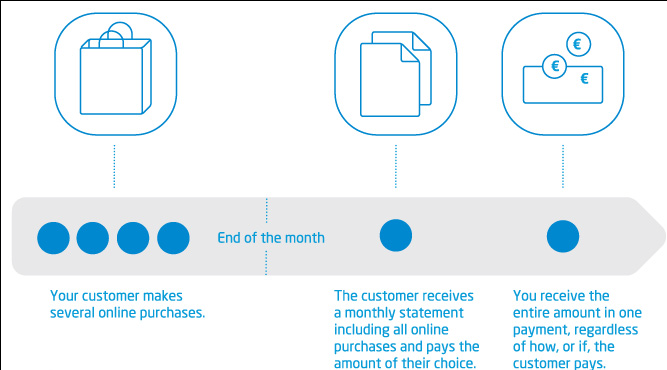 €
€
€
End of the month
Your customer makes
several online purchases.
The customer receives
a monthly statement
including all online
purchases and pays the
amount of their choice.
You receive the
entire amount in one
payment, regardless
of how, or if, the
customer pays.